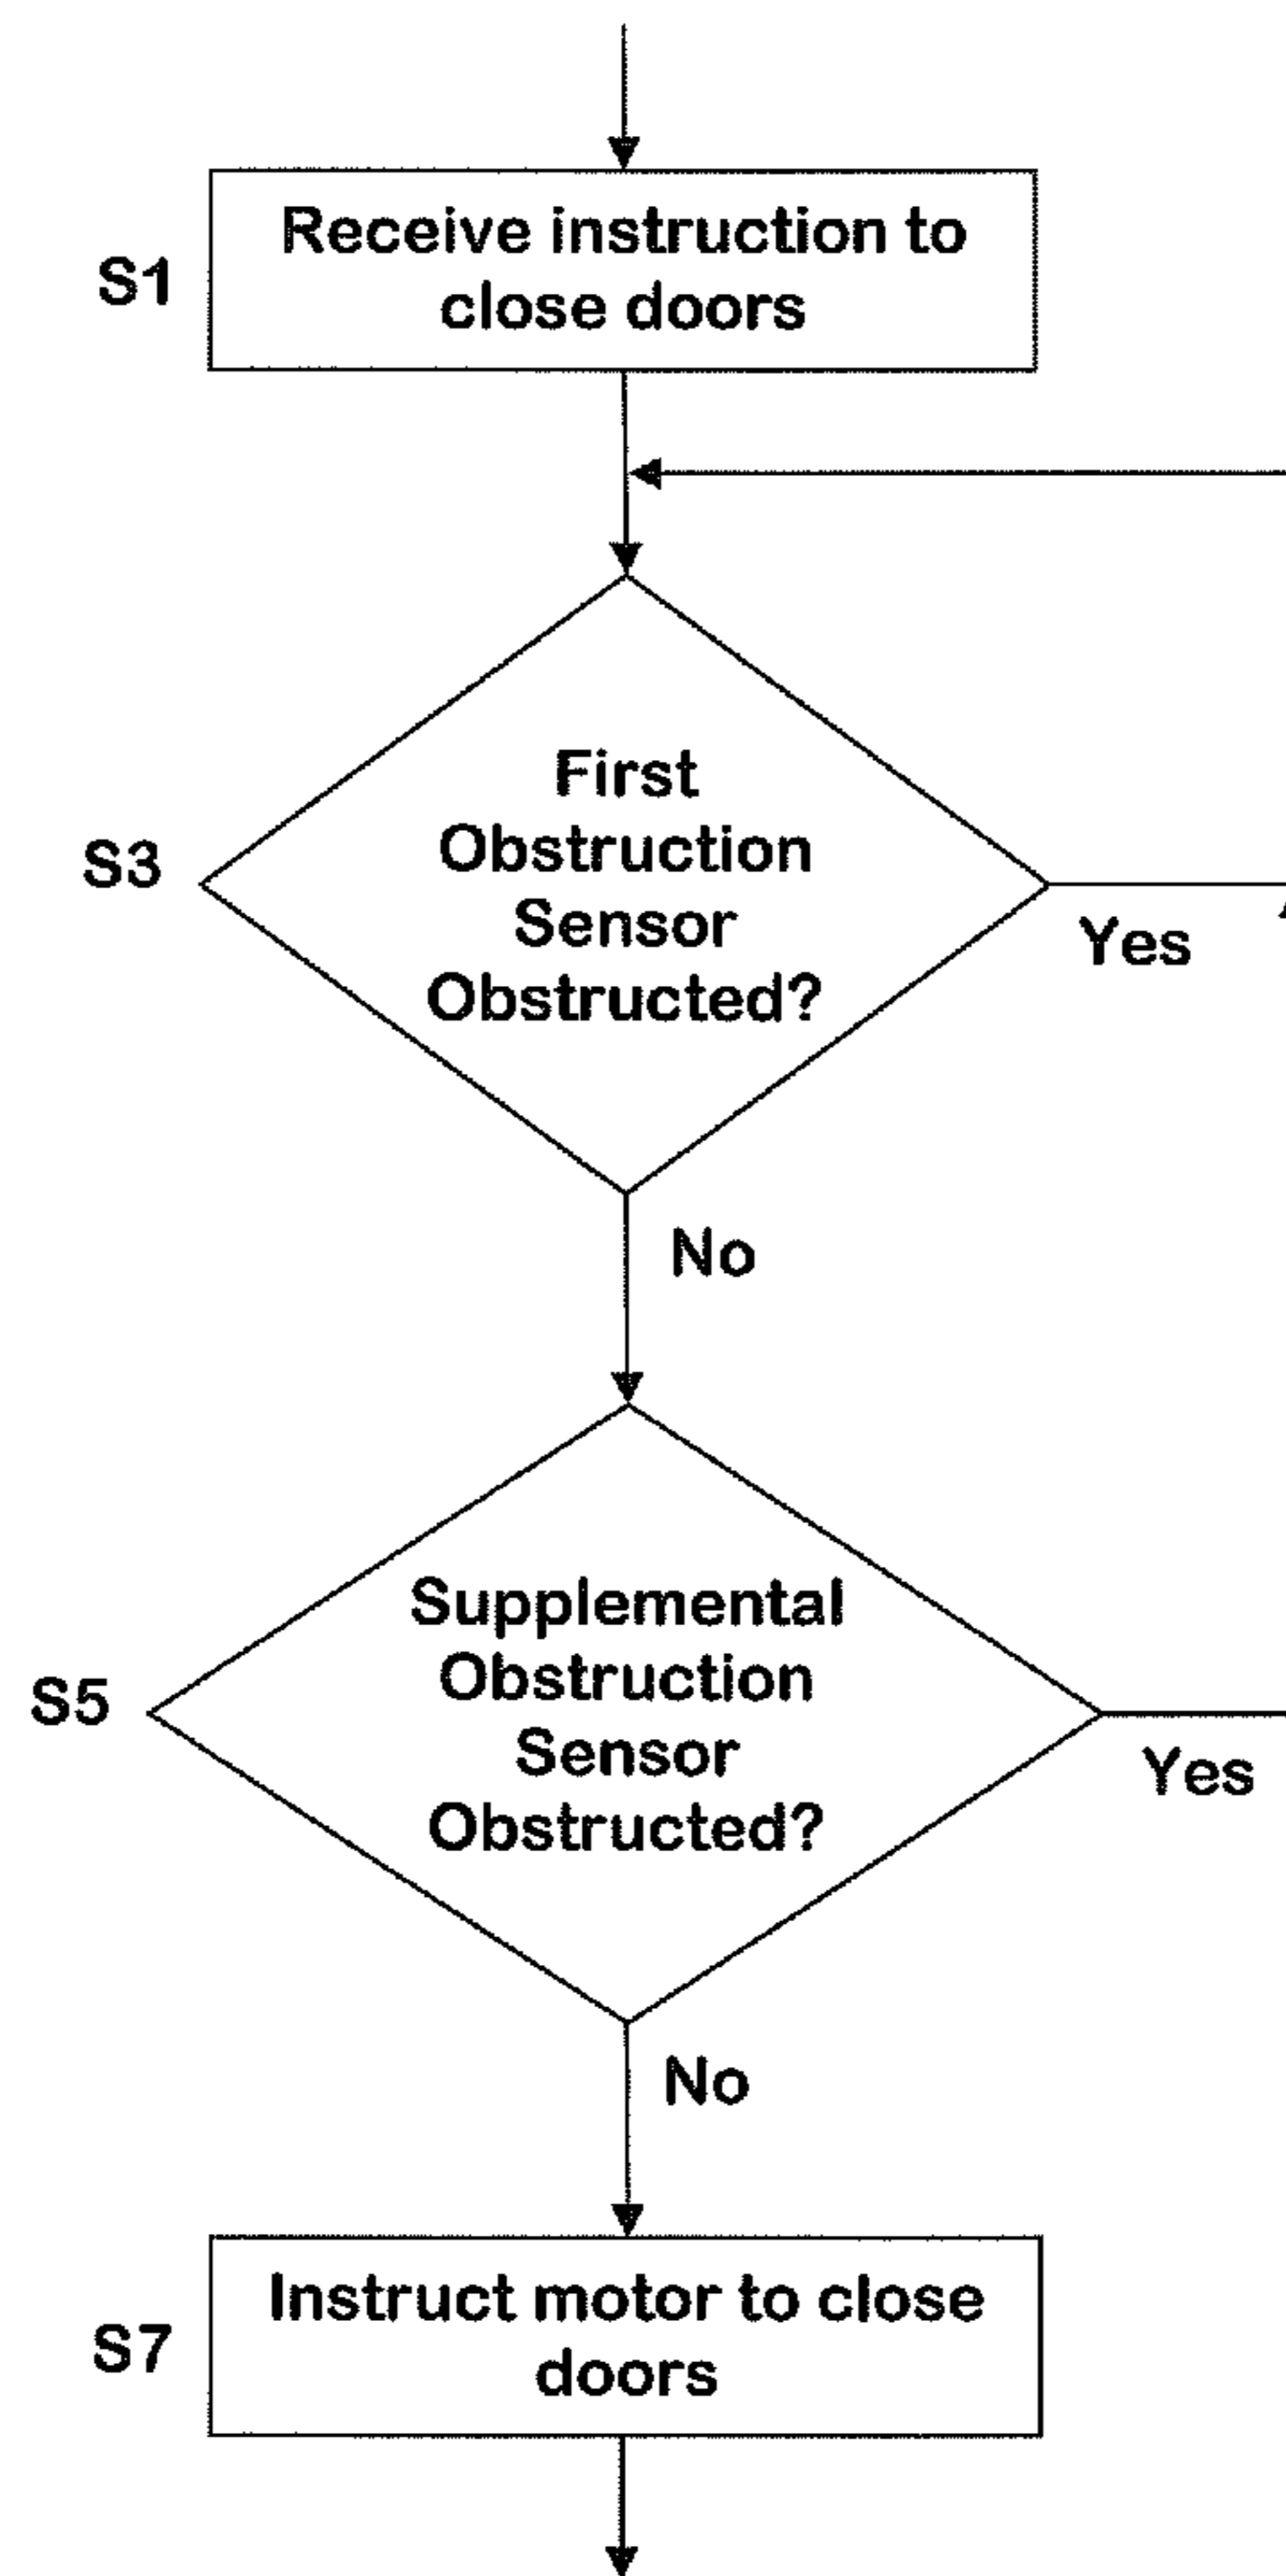 Receive instruction to
close doors
S1
First
Obstruction
Sensor
Obstructed?
S3
Yes
No
Supplemental
Obstruction
Sensor
Obstructed?
S5
Yes
No
Instruct motor to close
doors
S7